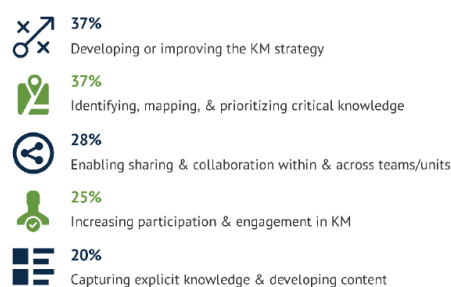 37%
Developing or improving the KM strategy
37%
Identifying, mapping, & prioritizing critical knowledge
28%
Enabling sharing & collaboration within & across teams/units
25%
Increasing participation & engagement in KM
20%
Capturing explicit knowledge & developing content